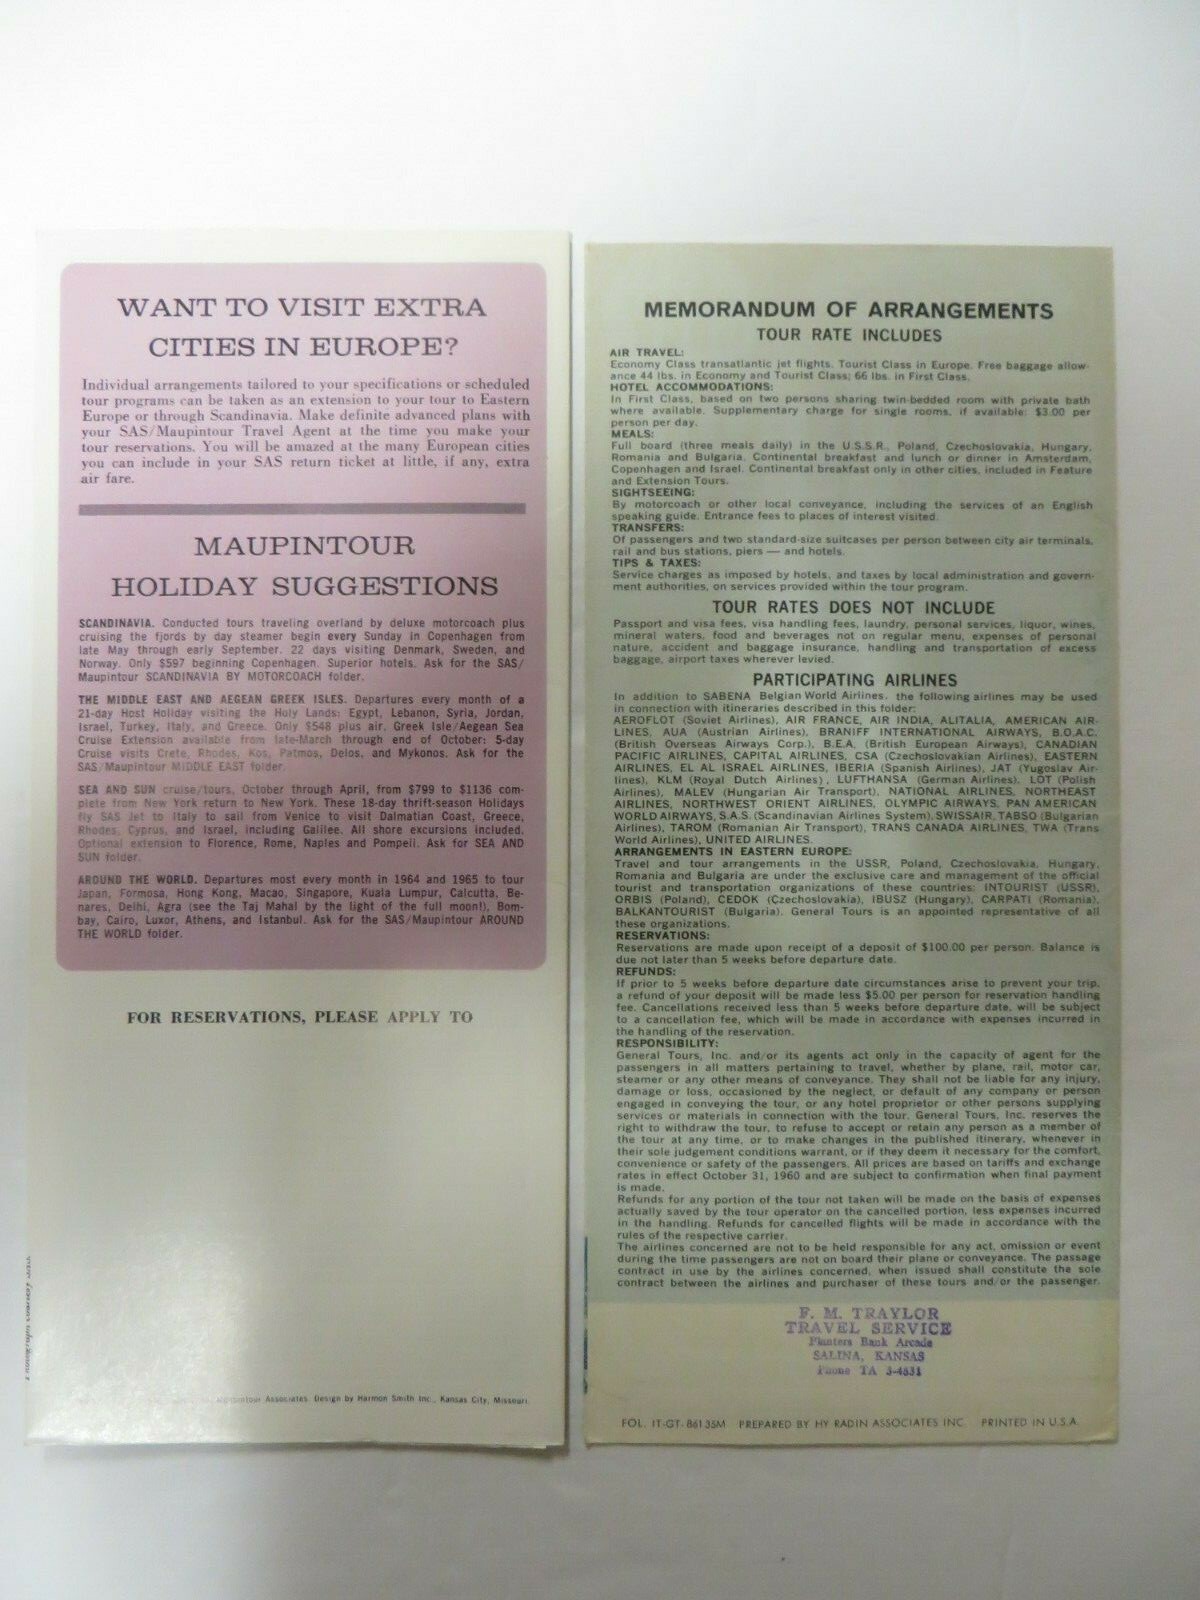 WANT TO VISIT EXTRA
CITIES IN EUROPE?
Individual arrangements tailored to your specifications or scheduled
tour programs can be taken as an extension to your tour to Eastern
Europe or through Scandinavia. Make definite advanced plans with
your SAS/Maupintour Travel Agent at the time you make your
tour reservations. You will be amazed at the many European cities
you can include in your SAS return ticket at little, if any, extra
air fare.
MAUPINTOUR
HOLIDAY SUGGESTIONS
SCANDINAVIA. Conducted tours traveling overland by deluxe motorcoach plus
cruising the fjords by day steamer begin every Sunday in Copenhagen from
late May through early September. 22 days visiting Denmark, Sweden, and
Norway. Only $597 beginning Copenhagen. Superior hotels. Ask for the SAS/
Maupintour SCANDINAVIA BY MOTORCOACH folder.
THE MIDDLE EAST AND AEGEAN GREEK ISLES. Departures every month of a
21-day Host Holiday visiting the Holy Lands: Egypt, Lebanon, Syria, Jordan,
Israel, Turkey, Italy, and Greece. Only $548 plus air. Greek Isle/Aegean Sea
Cruise Extension available from late-March through end of October: 5-day
Cruise visits Crete, Rhodes, Kos, Patmos, Delos, and Mykonos. Ask for the
SAS/Maupintour MIDDLE EAST folder.
SEA AND SUN cruise/tours, October through April, from $799 to $1136 com-
plete from New York return to New York. These 18-day thrift-season Holidays
fly SAS Jet to Italy to sail from Venice to visit Dalmatian Coast, Greece,
Rhodes, Cyprus, and Israel, including Galilee. All shore excursions included.
Optional extension to Florence, Rome, Naples and Pompeii. Ask for SEA AND
SUN folder.
AROUND THE WORLD. Departures most every month in 1964 and 1965 to tour
Japan, Formosa, Hong Kong, Macao, Singapore, Kuala Lumpur, Calcutta, Be-
nares, Delhi, Agra (see the Taj Mahal by the light of the full moon!), Bom-
bay, Cairo, Luxor, Athens, and Istanbul. Ask for the SAS/Maupintour AROUND
THE WORLD folder.
FOR RESERVATIONS, PLEASE APPLY TO
Maupintour Associates. Design by Harmon Smith Inc., Kansas City, Missouri.
MEMORANDUM OF ARRANGEMENTS
TOUR RATE INCLUDES
AIR TRAVEL:
Economy Class transatlantic jet flights. Tourist Class in Europe. Free baggage allow-
ance 44 lbs. in Economy and Tourist Class; 66 lbs. in First Class.
HOTEL ACCOMMODATIONS:
In First Class, based on two persons sharing twin-bedded room with private bath
where available. Supplementary charge for single rooms, if available: $3.00 per
person per day.
MEALS:
Full board (three meals daily) in the U.S.S.R., Poland, Czechoslovakia, Hungary,
Romania and Bulgaria. Continental breakfast and lunch or dinner in Amsterdam,
Copenhagen and Israel. Continental breakfast only in other cities, included in Feature
and Extension Tours.
SIGHTSEEING:
By motorcoach or other local conveyance, including the services of an English
speaking guide. Entrance fees to places of interest visited.
TRANSFERS:
Of passengers and two standard-size suitcases per person between city air terminals,
rail and bus stations, piers — and hotels.
TIPS & TAXES:
Service charges as imposed by hotels, and taxes by local administration and govern-
ment authorities, on services provided within the tour program.
TOUR RATES DOES NOT INCLUDE
Passport and visa fees, visa handling fees, laundry, personal services, liquor, wines,
mineral waters, food and beverages not on regular menu, expenses of personal
nature, accident and baggage insurance, handling and transportation of excess
baggage, airport taxes wherever levied.
PARTICIPATING AIRLINES
In addition to SABENA Belgian World Airlines, the following airlines may be used
in connection with itineraries described in this folder:
AEROFLOT (Soviet Airlines), AIR FRANCE, AIR INDIA, ALITALIA, AMERICAN AIR-
LINES, AUA (Austrian Airlines), BRANIFF INTERNATIONAL AIRWAYS, B.O.A.C.
(British Overseas Airways Corp.), B.E.A. (British European Airways), CANADIAN
PACIFIC AIRLINES, CAPITAL AIRLINES, CSA (Czechoslovakian Airlines), EASTERN
AIRLINES, EL AL ISRAEL AIRLINES, IBERIA (Spanish Airlines), JAT (Yugoslav Air-
lines), KLM (Royal Dutch Airlines), LUFTHANSA (German Airlines), LOT (Polish
Airlines), MALEV (Hungarian Air Transport), NATIONAL AIRLINES, NORTHEAST
AIRLINES, NORTHWEST ORIENT AIRLINES, OLYMPIC AIRWAYS, PAN AMERICAN
WORLD AIRWAYS, S.A.S. (Scandinavian Airlines System), SWISSAIR, TABSO (Bulgarian
Airlines), TAROM (Romanian Air Transport), TRANS CANADA AIRLINES, TWA (Trans
World Airlines), UNITED AIRLINES.
ARRANGEMENTS IN EASTERN EUROPE:
Travel and tour arrangements in the USSR, Poland, Czechoslovakia, Hungary,
Romania and Bulgaria are under the exclusive care and management of the official
tourist and transportation organizations of these countries: INTOURIST (USSR),
ORBIS (Poland), CEDOK (Czechoslovakia), IBUSZ (Hungary), CARPATI (Romania),
BALKANTOURIST (Bulgaria). General Tours is an appointed representative of all
these organizations.
RESERVATIONS:
Reservations are made upon receipt of a deposit of $100.00 per person. Balance is
due not later than 5 weeks before departure date.
REFUNDS:
If prior to 5 weeks before departure date circumstances arise to prevent your trip,
a refund of your deposit will be made less $5.00 per person for reservation handling
fee. Cancellations received less than 5 weeks before departure date, will be subject
to a cancellation fee, which will be made in accordance with expenses incurred in
the handling of the reservation.
RESPONSIBILITY:
General Tours, Inc. and/or its agents act only in the capacity of agent for the
passengers in all matters pertaining to travel, whether by plane, rail, motor car,
steamer or any other means of conveyance. They shall not be liable for any injury,
damage or loss, occasioned by the neglect, or default of any company or person
engaged in conveying the tour, or any hotel proprietor or other persons supplying
services or materials in connection with the tour. General Tours, Inc. reserves the
right to withdraw the tour, to refuse to accept or retain any person as a member of
the tour at any time, or to make changes in the published itinerary, whenever in
their sole judgement conditions warrant, or if they deem it necessary for the comfort,
convenience or safety of the passengers. All prices are based on tariffs and exchange
rates in effect October 31, 1960 and are subject to confirmation when final payment
is made.
Refunds for any portion of the tour not taken will be made on the basis of expenses
actually saved by the tour operator on the cancelled portion, less expenses incurred
in the handling. Refunds for cancelled flights will be made in accordance with the
rules of the respective carrier.
The airlines concerned are not to be held responsible for any act, omission or event
during the time passengers are not on board their plane or conveyance. The passage
contract in use by the airlines concerned, when issued shall constitute the sole
contract between the airlines and purchaser of these tours and/or the passenger.
F. M. TRAYLOR
TRAVEL SERVICE
Planters Bank Arcade
SALINA, KANSAS
Phone TA 3-4831
FOL. IT-GT-86135M PREPARED BY HY RADIN ASSOCIATES INC. PRINTED IN U.S.A.